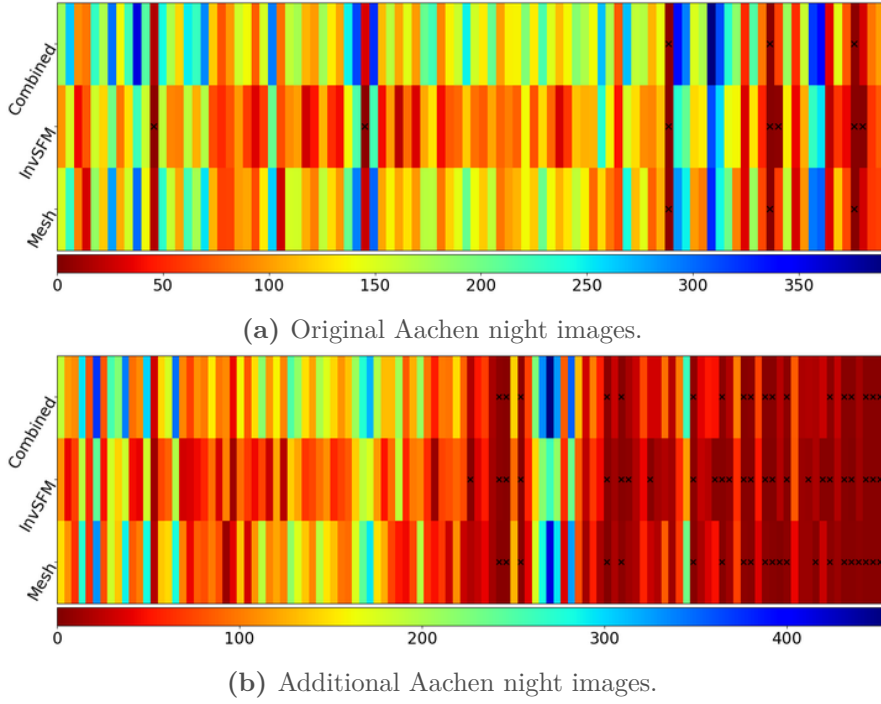 Combined
InvSFM
Mesh
0 50 100 150 200 250 300 350
(a) Original Aachen night images.
Combined
InvSFM
Mesh
0 100 200 300 400
(b) Additional Aachen night images.